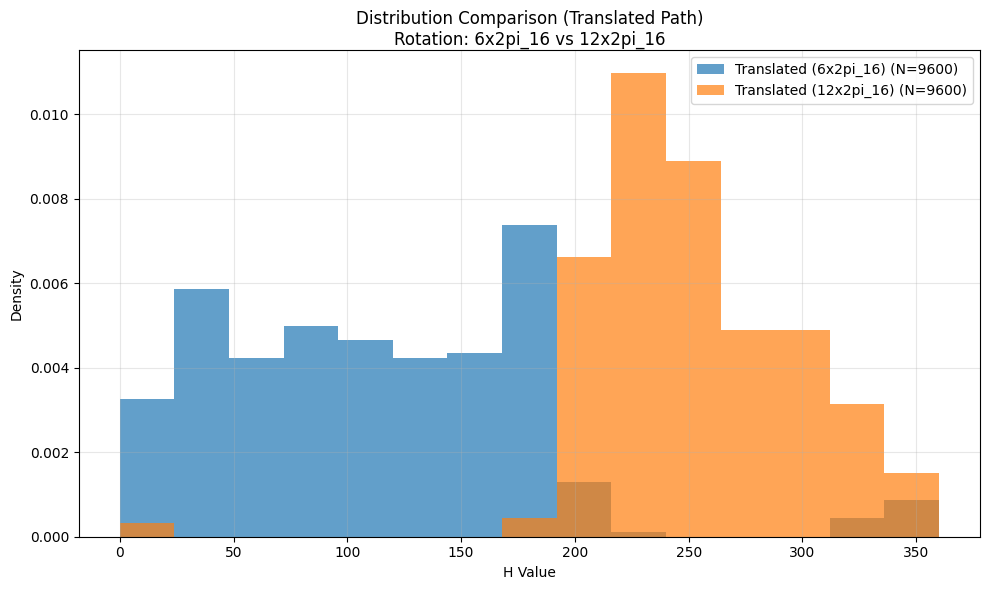 Distribution Comparison (Translated Path)
Rotation: 6x2pi_16 vs 12x2pi_16
Translated (6x2pi_16) (N=9600)
Translated (12x2pi_16) (N=9600)
Density
0.010
0.008
0.006
0.004
0.002
0.000
0 50 100 150 200 250 300 350
H Value